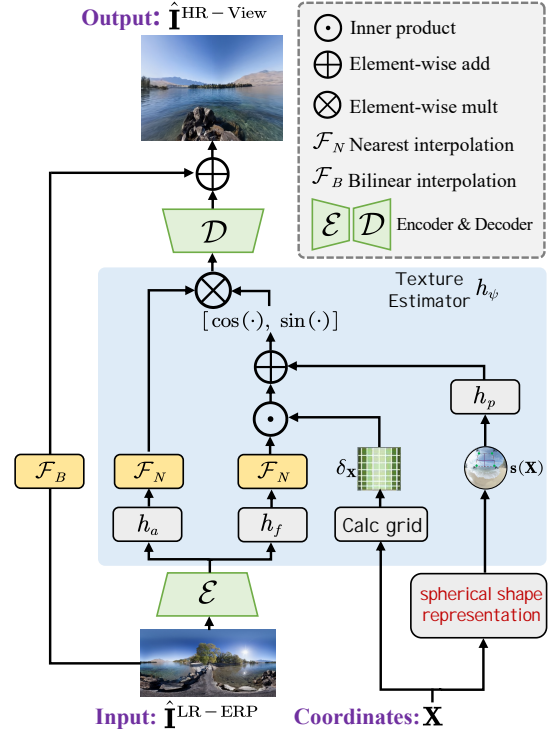 Output: Î^HR−View
⊙ Inner product
⊕ Element-wise add
⊗ Element-wise mult
ℱ_N Nearest interpolation
ℱ_B Bilinear interpolation
ℰ 𝒟 Encoder & Decoder
𝒟
Texture
Estimator h_ψ
[cos(·), sin(·)]
h_p
ℱ_B
ℱ_N
ℱ_N
δ_X
s(X)
h_a
h_f
Calc grid
ℰ
spherical shape
representation
Input: Î^LR−ERP
Coordinates: X